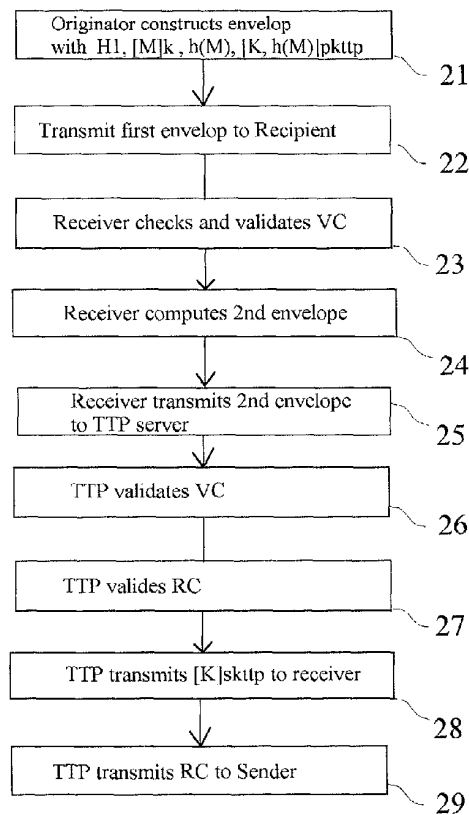 Originator constructs envelop
with H1, [M]k , h(M), [K, h(M)]pkttp
21
Transmit first envelop to Recipient
22
Receiver checks and validates VC
23
Receiver computes 2nd envelope
24
Receiver transmits 2nd envelope
to TTP server
25
TTP validates VC
26
TTP valides RC
27
TTP transmits [K]skttp to receiver
28
TTP transmits RC to Sender
29